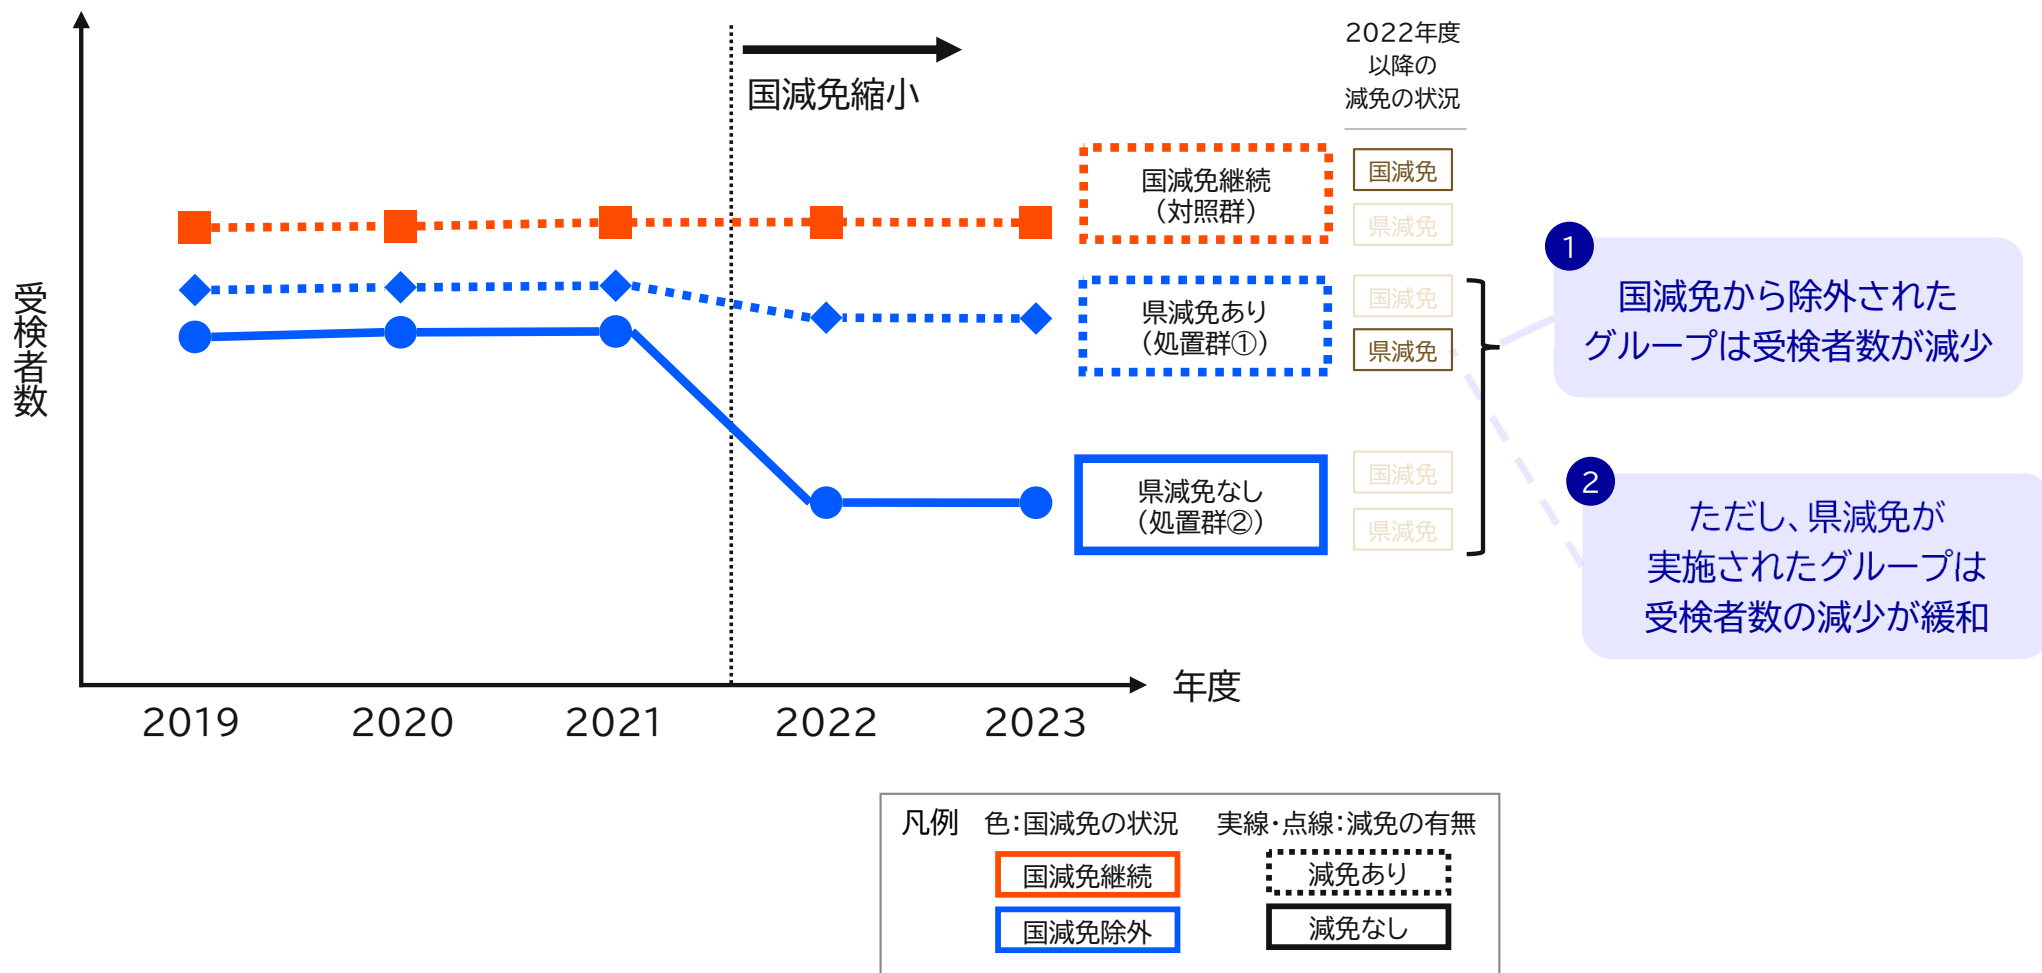 国減免縮小
2022年度
以降の
減免の状況
受検者数
国減免継続
（対照群）
国減免
県減免
県減免あり
（処置群①）
国減免
県減免
県減免なし
（処置群②）
国減免
県減免
1
国減免から除外された
グループは受検者数が減少
2
ただし、県減免が
実施されたグループは
受検者数の減少が緩和
年度
2019
2020
2021
2022
2023
凡例
色：国減免の状況
実線・点線：減免の有無
国減免継続
減免あり
国減免除外
減免なし